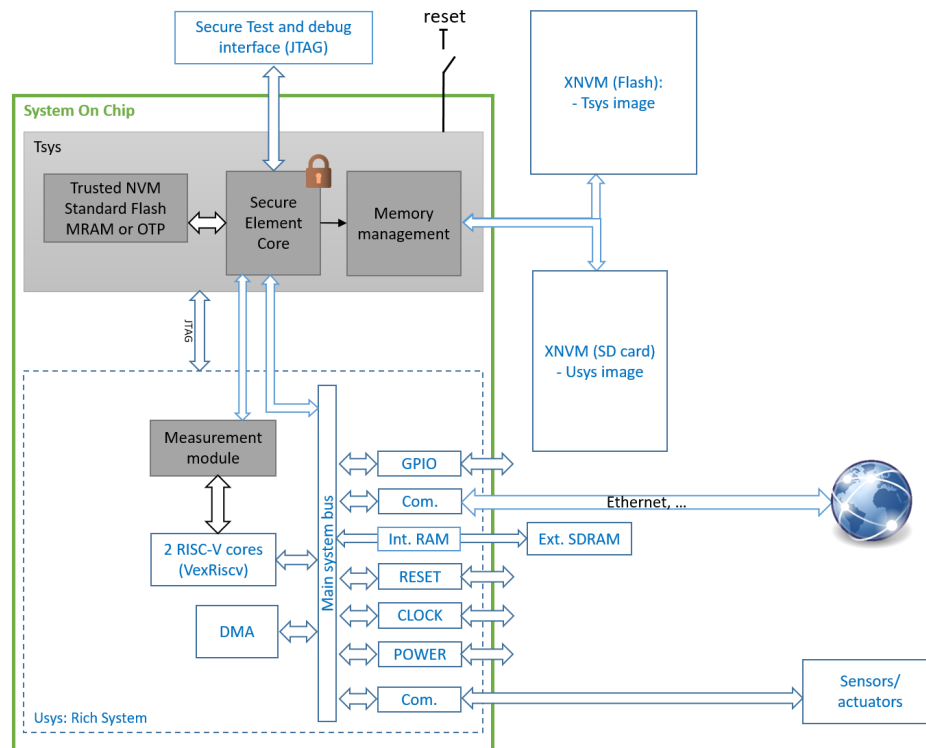 reset
Secure Test and debug
interface (JTAG)
XNVM (Flash):
- Tsys image
System On Chip
Tsys
Trusted NVM
Standard Flash
MRAM or OTP
Secure
Element
Core
Memory
management
JTAG
XNVM (SD card)
- Usys image
Measurement
module
Main system bus
GPIO
Com.
Ethernet, ...
Int. RAM
Ext. SDRAM
2 RISC-V cores
(VexRiscv)
RESET
CLOCK
DMA
POWER
Com.
Sensors/
actuators
Usys: Rich System